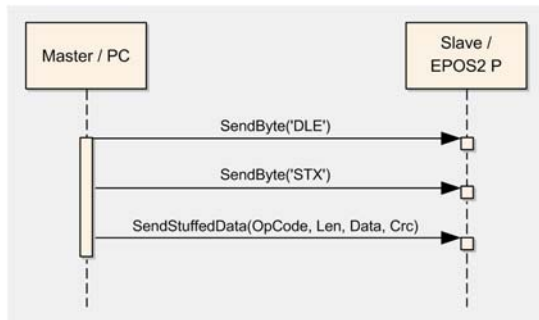 Master / PC
Slave /
EPOS2 P
SendByte('DLE')
SendByte('STX')
SendStuffedData(OpCode, Len, Data, Crc)